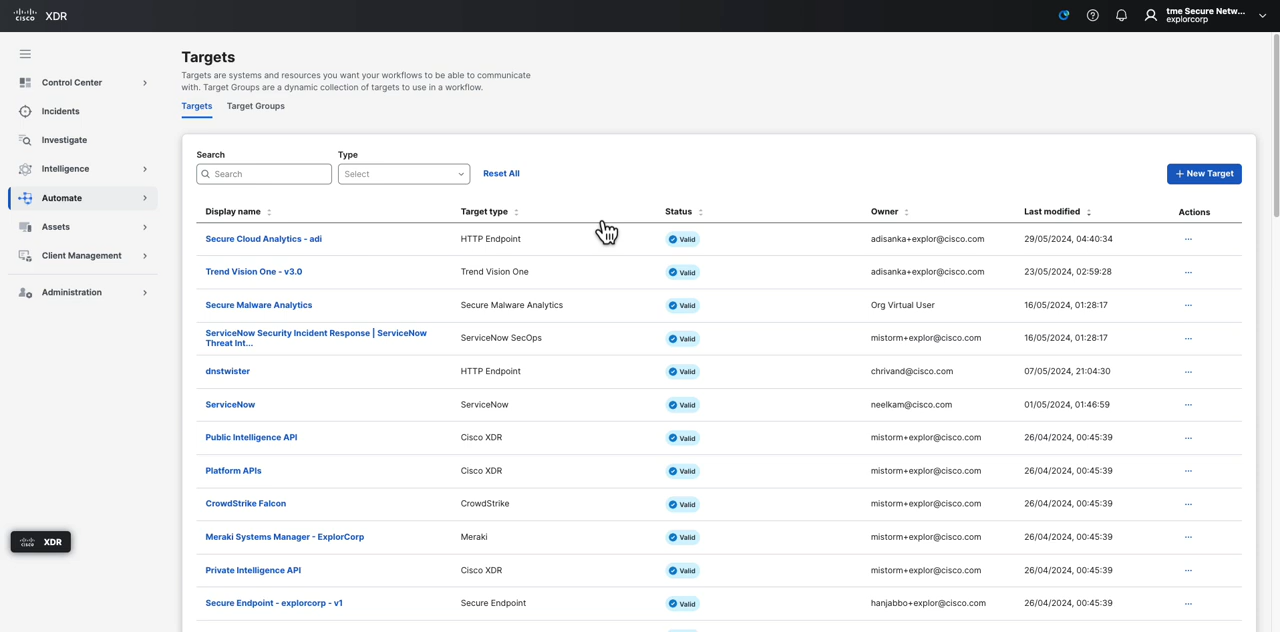 CISCO XDR
tme Secure Netw...
explorcorp
Control Center
Incidents
Investigate
Intelligence
Automate
Assets
Client Management
Administration
CISCO XDR
Targets
Targets are systems and resources you want your workflows to be able to communicate
with. Target Groups are a dynamic collection of targets to use in a workflow.
Targets Target Groups
Search Type
Search Select Reset All + New Target
Display name Target type Status Owner Last modified Actions
Secure Cloud Analytics - adi HTTP Endpoint Valid adisanka+explor@cisco.com 29/05/2024, 04:40:34 ...
Trend Vision One - v3.0 Trend Vision One Valid adisanka+explor@cisco.com 23/05/2024, 02:59:28 ...
Secure Malware Analytics Secure Malware Analytics Valid Org Virtual User 16/05/2024, 01:28:17 ...
ServiceNow Security Incident Response | ServiceNow
Threat Int... ServiceNow SecOps Valid mistorm+explor@cisco.com 16/05/2024, 01:28:17 ...
dnstwister HTTP Endpoint Valid chrivand@cisco.com 07/05/2024, 21:04:30 ...
ServiceNow ServiceNow Valid neelkam@cisco.com 01/05/2024, 01:46:59 ...
Public Intelligence API Cisco XDR Valid mistorm+explor@cisco.com 26/04/2024, 00:45:39 ...
Platform APIs Cisco XDR Valid mistorm+explor@cisco.com 26/04/2024, 00:45:39 ...
CrowdStrike Falcon CrowdStrike Valid mistorm+explor@cisco.com 26/04/2024, 00:45:39 ...
Meraki Systems Manager - ExplorCorp Meraki Valid mistorm+explor@cisco.com 26/04/2024, 00:45:39 ...
Private Intelligence API Cisco XDR Valid mistorm+explor@cisco.com 26/04/2024, 00:45:39 ...
Secure Endpoint - explorcorp - v1 Secure Endpoint Valid hanjabbo+explor@cisco.com 26/04/2024, 00:45:39 ...